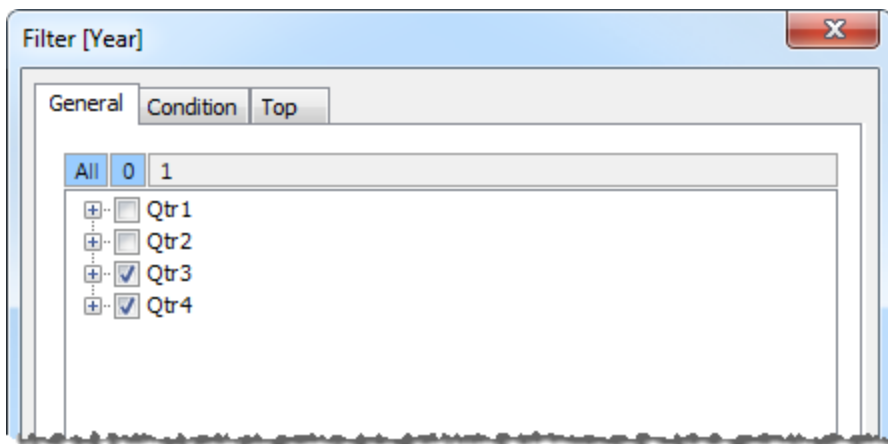 Filter [Year]
General Condition Top
All 0 1
Qtr1
Qtr2
Qtr3
Qtr4